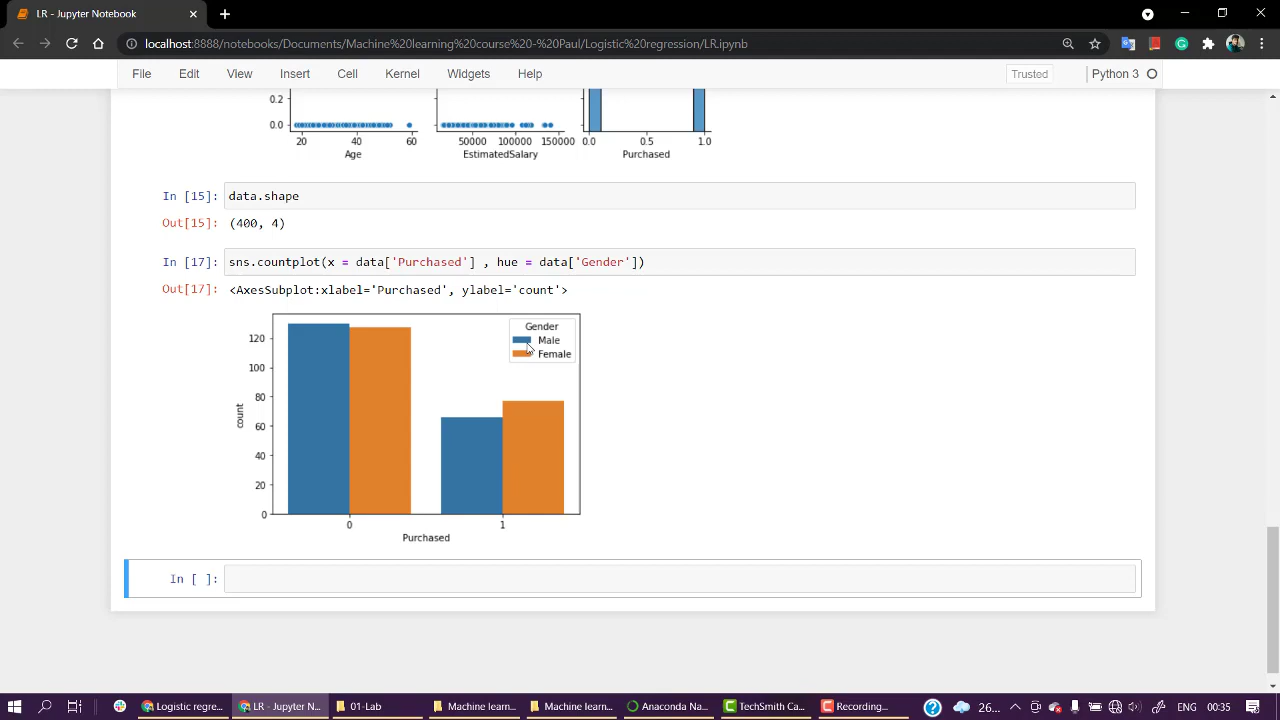 LR - Jupyter Notebook
localhost:8888/notebooks/Documents/Machine%20learning%20course%20-%20Paul/Logistic%20regression/LR.ipynb
File Edit View Insert Cell Kernel Widgets Help Trusted Python 3
0.2
0.0
20 40 60 50000 100000 150000 0.0 0.5 1.0
Age EstimatedSalary Purchased
In [15]: data.shape
Out[15]: (400, 4)
In [17]: sns.countplot(x = data['Purchased'] , hue = data['Gender'])
Out[17]: <AxesSubplot:xlabel='Purchased', ylabel='count'>
Gender
Male
Female
120
100
80
60
40
20
0
count
0 1
Purchased
In [ ]:
Logistic regre... LR - Jupyter N... 01-Lab Machine learn... Machine learn... Anaconda Na... TechSmith Ca... Recording... 26... ENG 00:35